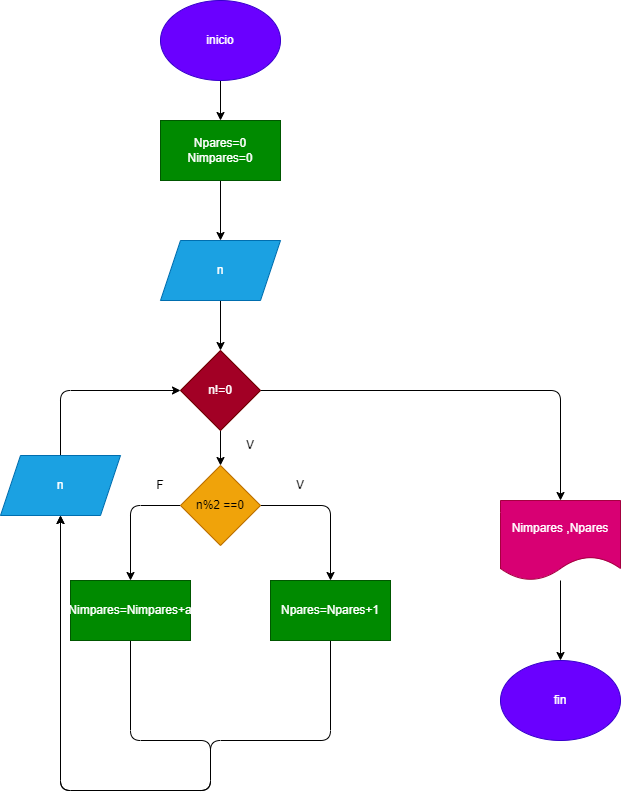 inicio
Npares=0
Nimpares=0
n
n!=0
V
n
F
n%2 ==0
V
Nimpares ,Npares
Nimpares=Nimpares+a
Npares=Npares+1
fin